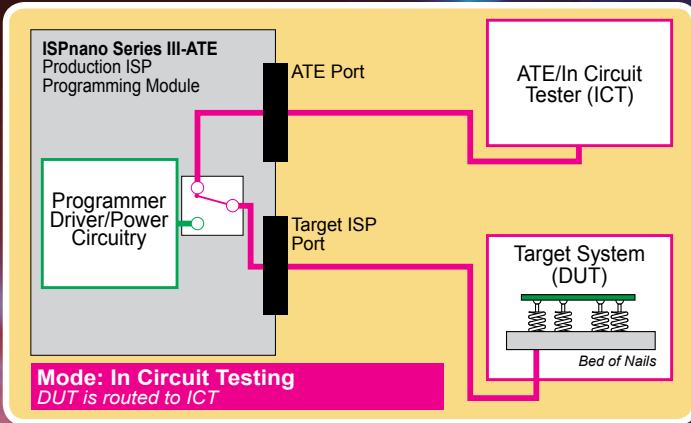 ISPnano Series III-ATE
Production ISP
Programming Module
ATE Port
ATE/In Circuit
Tester (ICT)
Programmer
Driver/Power
Circuitry
Target ISP
Port
Target System
(DUT)
Bed of Nails
Mode: In Circuit Testing
DUT is routed to ICT